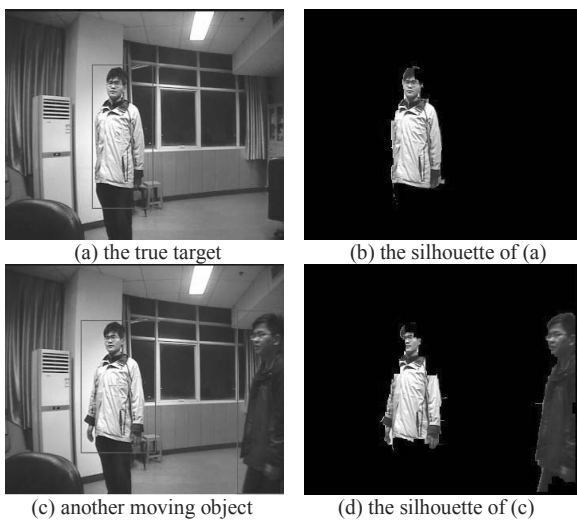 (a) the true target
(b) the silhouette of (a)
(c) another moving object
(d) the silhouette of (c)